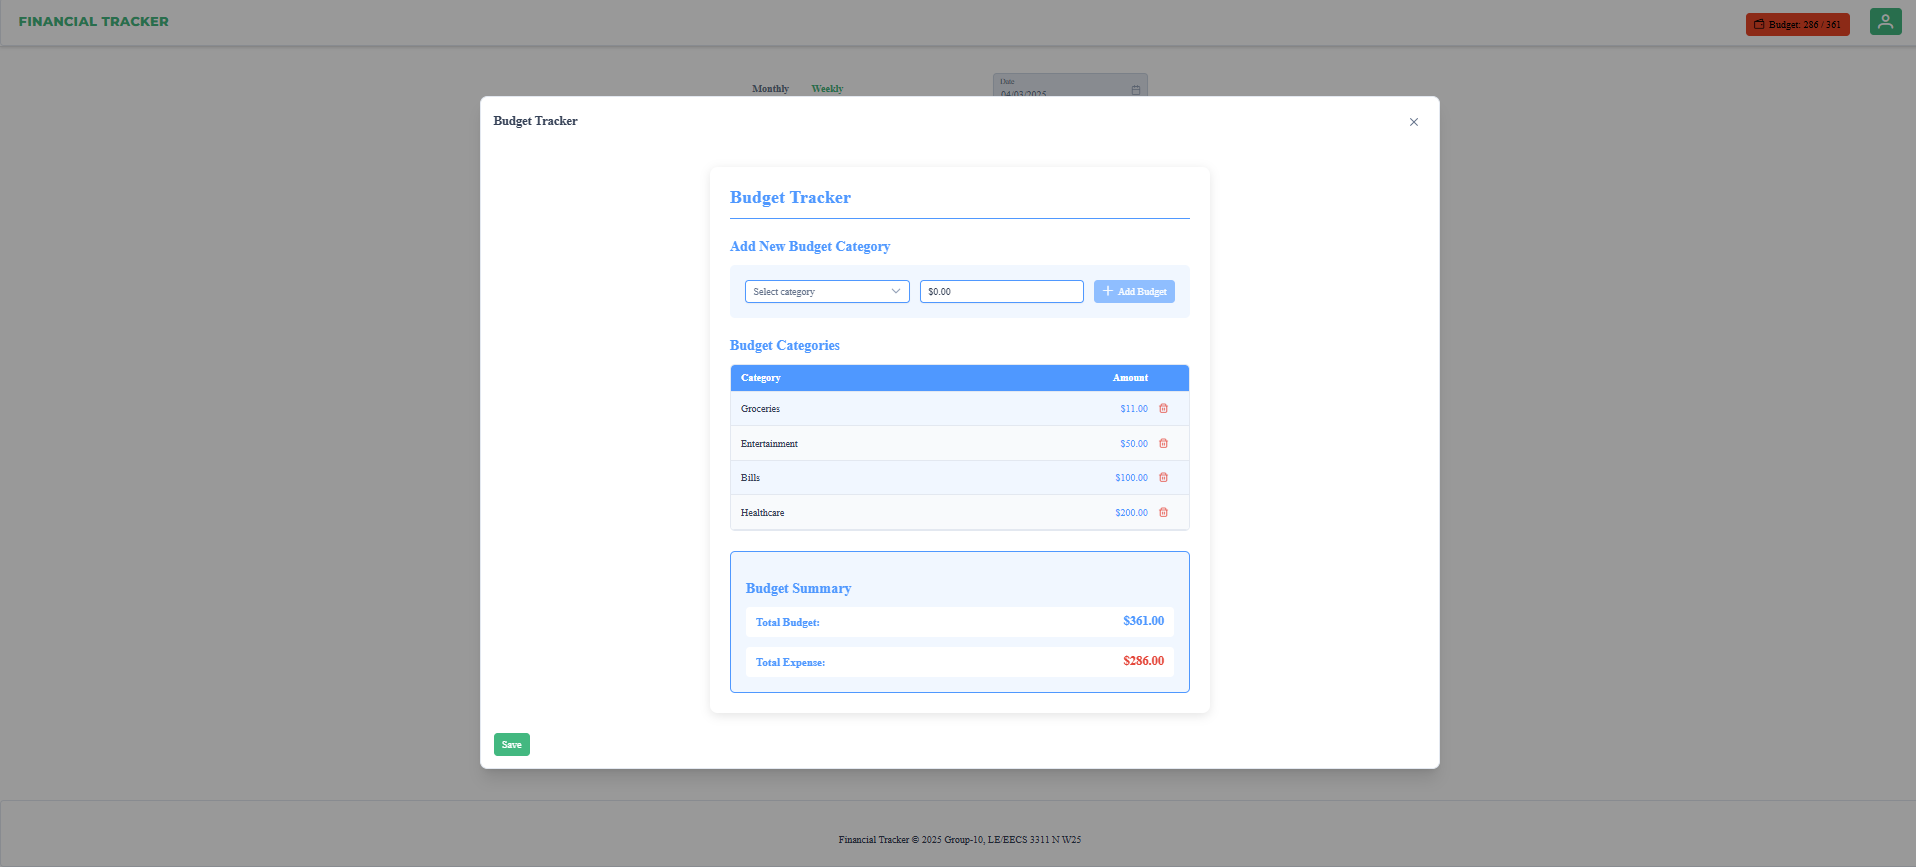 FINANCIAL TRACKER
Budget: 286 / 361
Monthly Weekly
Date
04/03/2025
Budget Tracker
Budget Tracker
Add New Budget Category
Select category
$0.00
Add Budget
Budget Categories
Category Amount
Groceries $11.00
Entertainment $50.00
Bills $100.00
Healthcare $200.00
Budget Summary
Total Budget: $361.00
Total Expense: $286.00
Save
Financial Tracker © 2025 Group-10, LE/EECS 3311 N W25